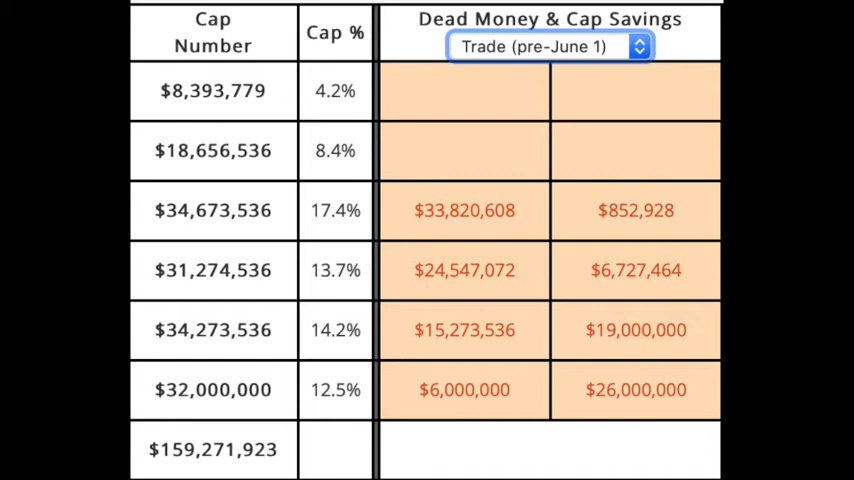 Cap Number
Cap %
Dead Money & Cap Savings
Trade (pre-June 1)
$8,393,779 4.2%
$18,656,536 8.4%
$34,673,536 17.4% $33,820,608 $852,928
$31,274,536 13.7% $24,547,072 $6,727,464
$34,273,536 14.2% $15,273,536 $19,000,000
$32,000,000 12.5% $6,000,000 $26,000,000
$159,271,923